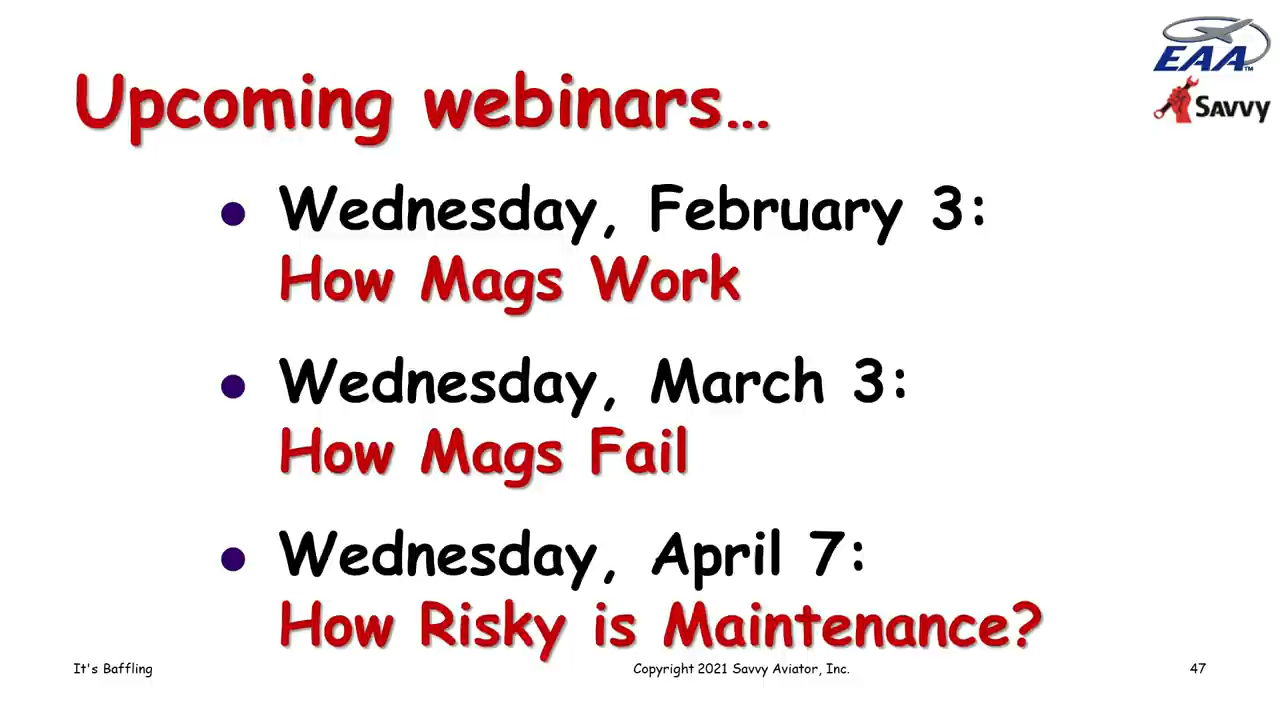 EAA™
Savvy
Upcoming webinars...
Wednesday, February 3:
How Mags Work
Wednesday, March 3:
How Mags Fail
Wednesday, April 7:
How Risky is Maintenance?
It's Baffling
Copyright 2021 Savvy Aviator, Inc.
47